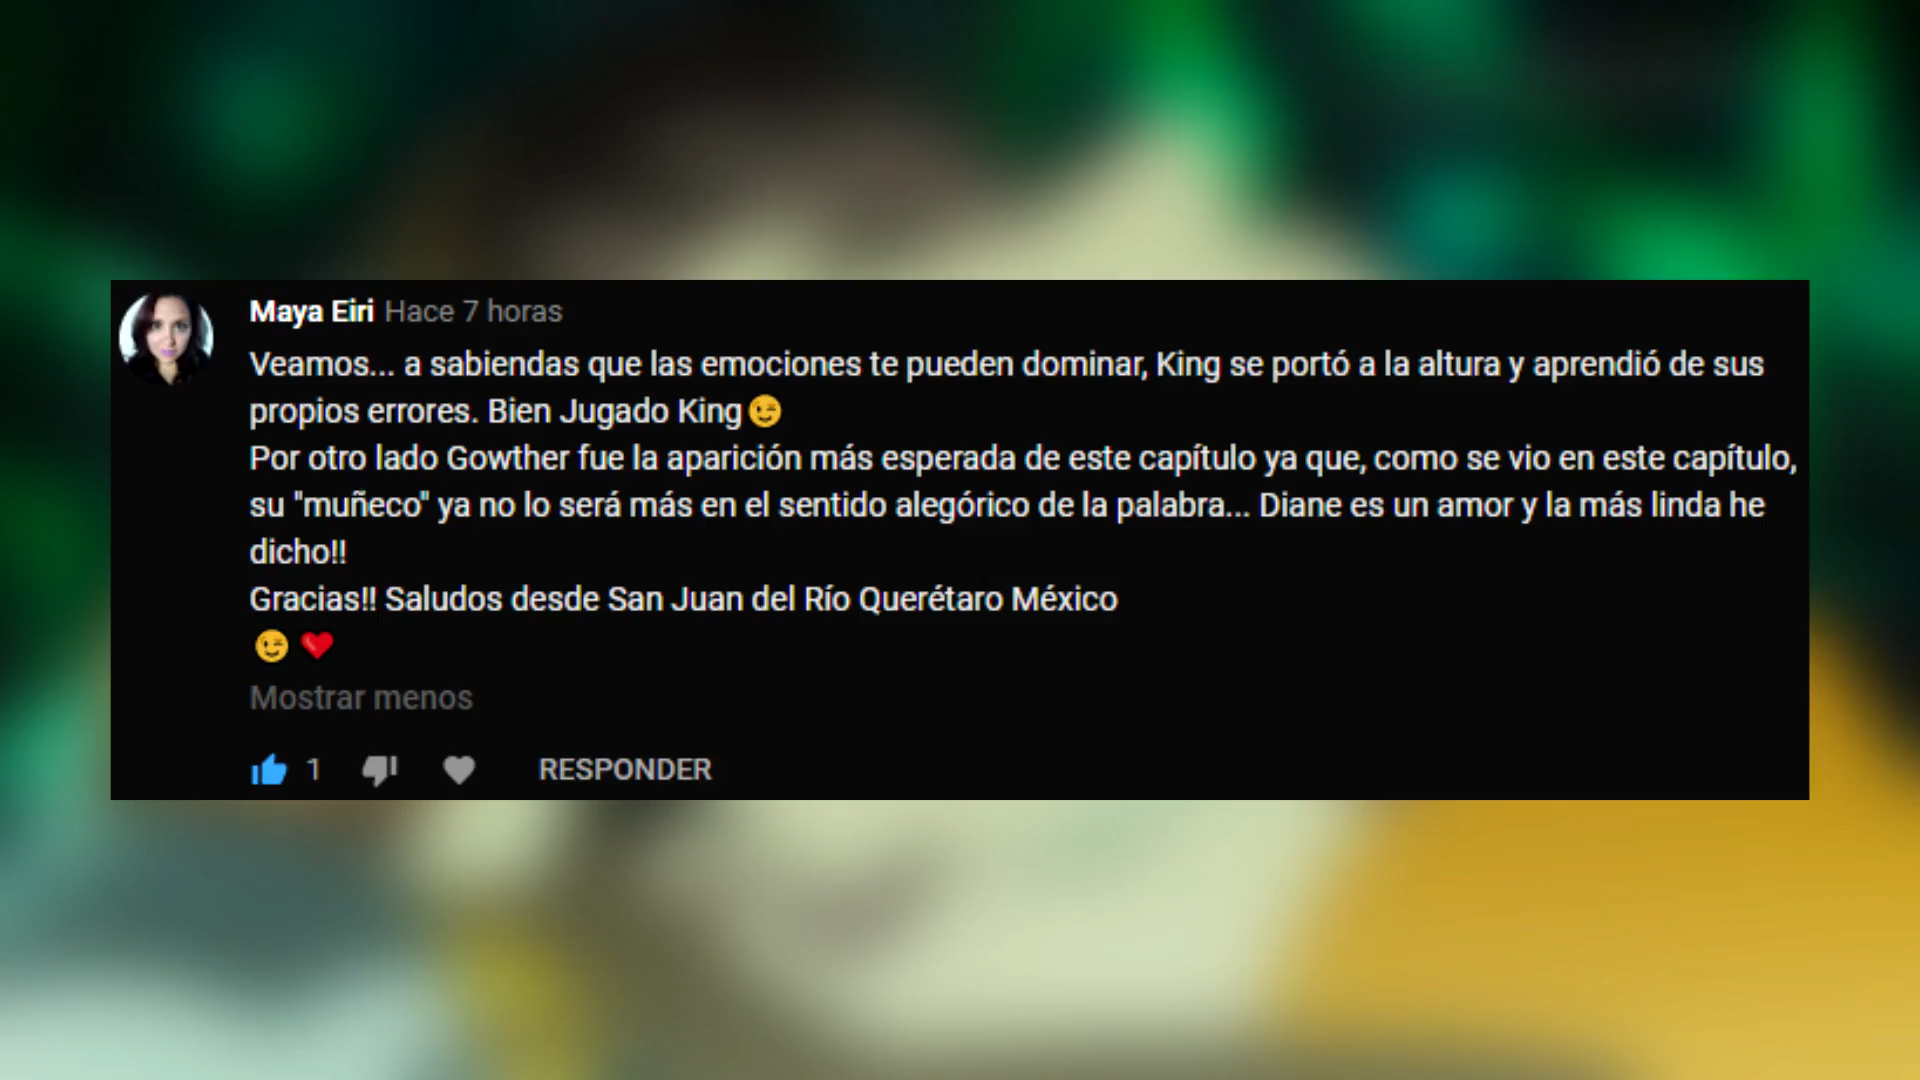 Maya Eiri Hace 7 horas
Veamos... a sabiendas que las emociones te pueden dominar, King se portó a la altura y aprendió de sus
propios errores. Bien Jugado King😉
Por otro lado Gowther fue la aparición más esperada de este capítulo ya que, como se vio en este capítulo,
su "muñeco" ya no lo será más en el sentido alegórico de la palabra... Diane es un amor y la más linda he
dicho!!
Gracias!! Saludos desde San Juan del Río Querétaro México
😉❤
Mostrar menos
1 RESPONDER